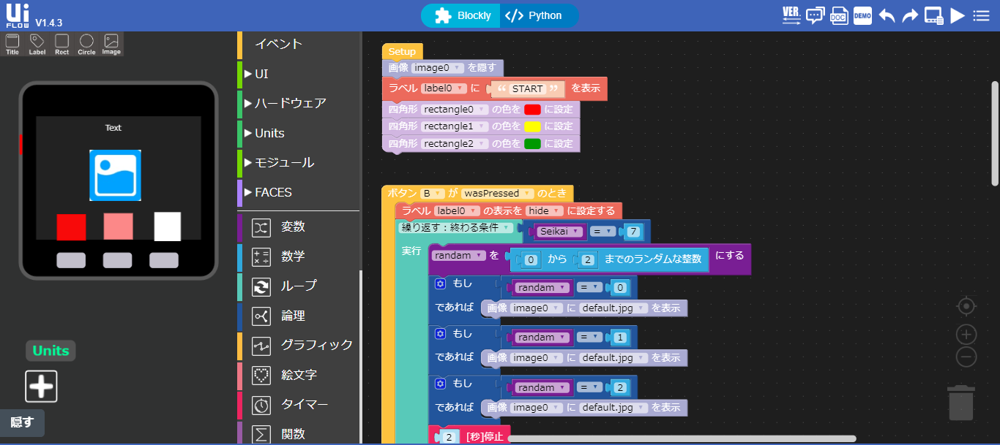 Ui FLOW V1.4.3
Blockly </> Python
VER. DOC DEMO
Title Label Rect Circle Image
Text
Units
隠す
イベント
UI
ハードウェア
Units
モジュール
FACES
変数
数学
ループ
論理
グラフィック
絵文字
タイマー
関数
Setup
画像 image0 を隠す
ラベル label0 に “ START ” を表示
四角形 rectangle0 の色を に設定
四角形 rectangle1 の色を に設定
四角形 rectangle2 の色を に設定
ボタン B が wasPressed のとき
ラベル label0 の表示を hide に設定する
繰り返す：終わる条件 Seikai = 7
実行 randam を 0 から 2 までのランダムな整数 にする
もし randam = 0
であれば 画像 image0 に default.jpg を表示
もし randam = 1
であれば 画像 image0 に default.jpg を表示
もし randam = 2
であれば 画像 image0 に default.jpg を表示
2 [秒]停止